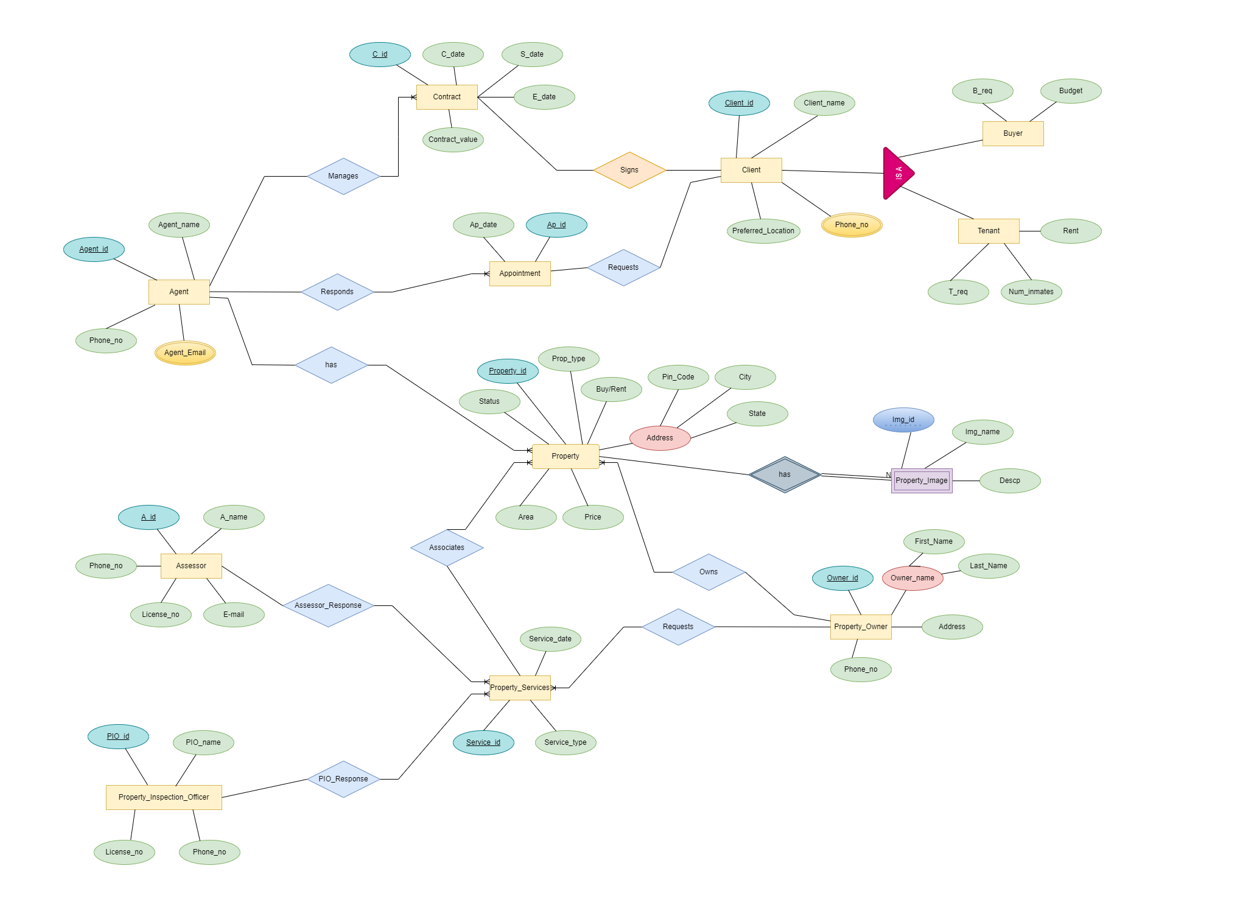 C_id
C_date
S_date
E_date
Contract
Contract_value
Manages
Signs
Client_id
Client_name
Client
Preferred_Location
Phone_no
IS A
B_req
Budget
Buyer
Tenant
Rent
T_req
Num_inmates
Agent_name
Agent_id
Agent
Phone_no
Agent_Email
Responds
Ap_date
Ap_id
Appointment
Requests
has
Property_id
Prop_type
Buy/Rent
Status
Property
Area
Price
Pin_Code
City
State
Address
has
Img_id
Img_name
N
Property_Image
Descp
A_id
A_name
Phone_no
Assessor
License_no
E-mail
Assessor_Response
Associates
Owns
First_Name
Last_Name
Owner_id
Owner_name
Property_Owner
Address
Phone_no
Requests
Service_date
Property_Services
Service_id
Service_type
PIO_id
PIO_name
Property_Inspection_Officer
License_no
Phone_no
PIO_Response